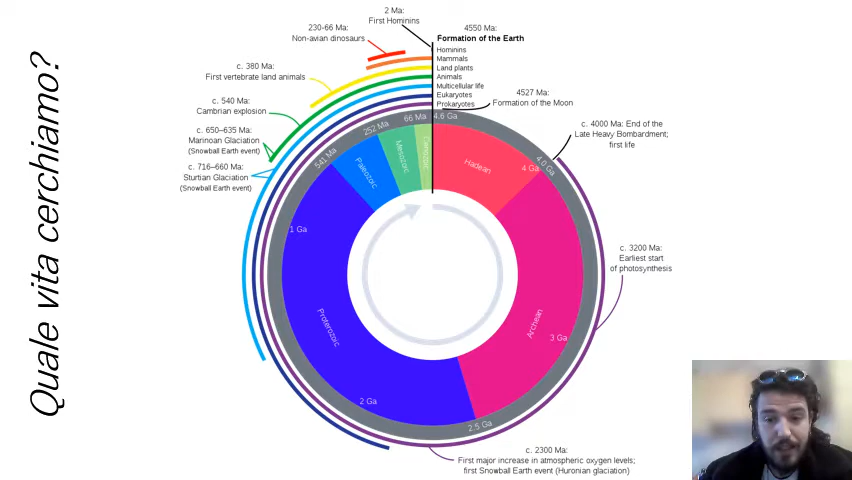 Quale vita cerchiamo?
2 Ma:
First Hominins
230-66 Ma:
Non-avian dinosaurs
c. 380 Ma:
First vertebrate land animals
c. 540 Ma:
Cambrian explosion
c. 650–635 Ma:
Marinoan Glaciation
(Snowball Earth event)
c. 716–660 Ma:
Sturtian Glaciation
(Snowball Earth event)
4550 Ma:
Formation of the Earth
Hominins
Mammals
Land plants
Animals
Multicellular life
Eukaryotes
Prokaryotes
4527 Ma:
Formation of the Moon
c. 4000 Ma: End of the
Late Heavy Bombardment;
first life
c. 3200 Ma:
Earliest start
of photosynthesis
c. 2300 Ma:
First major increase in atmospheric oxygen levels;
first Snowball Earth event (Huronian glaciation)
4.6 Ga
4.0 Ga
2.5 Ga
541 Ma
252 Ma
66 Ma
Hadean
4 Ga
Archean
3 Ga
2 Ga
Proterozoic
1 Ga
Paleozoic
Mesozoic
Cenozoic